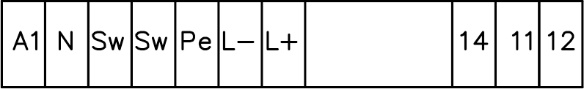 A1 N Sw Sw Pe L− L+ 14 11 12